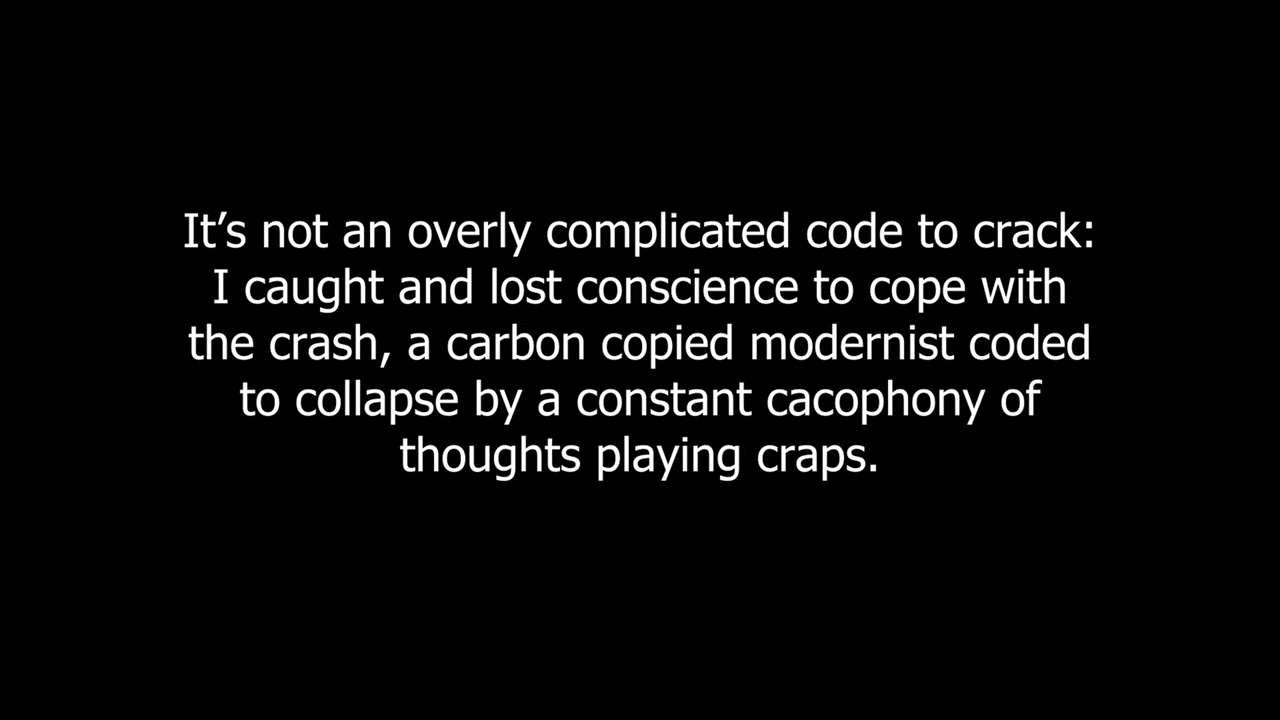 It’s not an overly complicated code to crack:
I caught and lost conscience to cope with
the crash, a carbon copied modernist coded
to collapse by a constant cacophony of
thoughts playing craps.